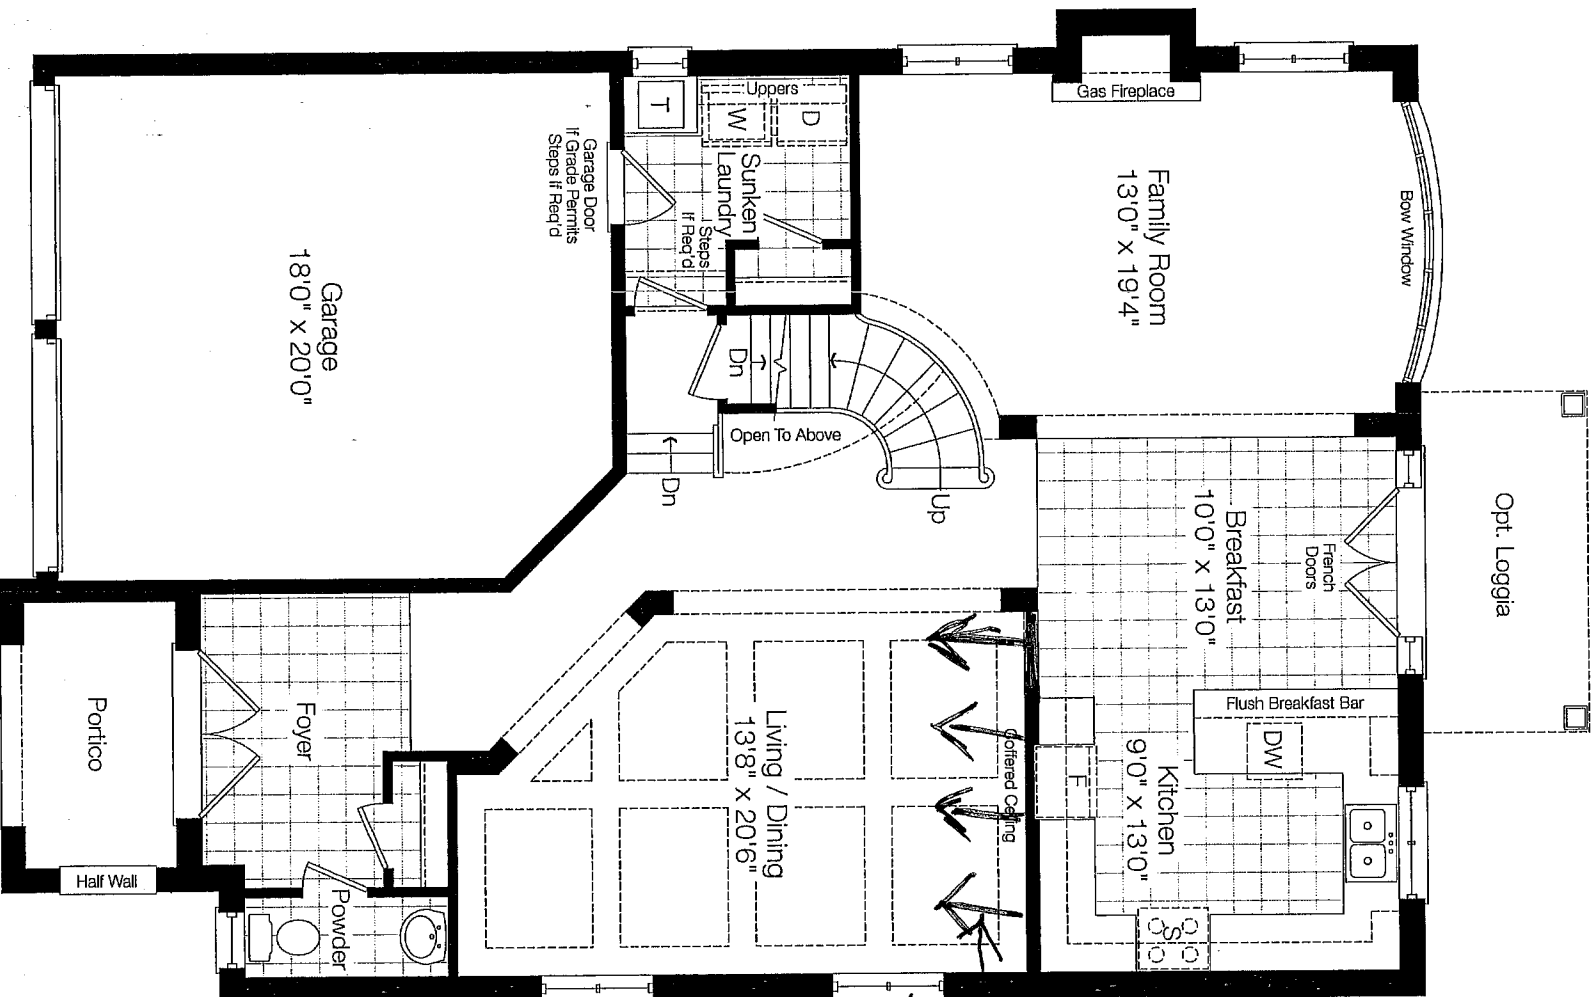 Gas Fireplace
Uppers
T
W
D
Sunken
Laundry
Steps
If Req'd
Garage Door
If Grade Permits
Steps If Req'd
Family Room
13'0" x 19'4"
Bow Window
Garage
18'0" x 20'0"
Dn
Open To Above
Dn
Up
Breakfast
10'0" x 13'0"
French
Doors
Opt. Loggia
Flush Breakfast Bar
DW
Kitchen
9'0" x 13'0"
F
S
Coffered Ceiling
Living / Dining
13'8" x 20'6"
Foyer
Portico
Half Wall
Powder